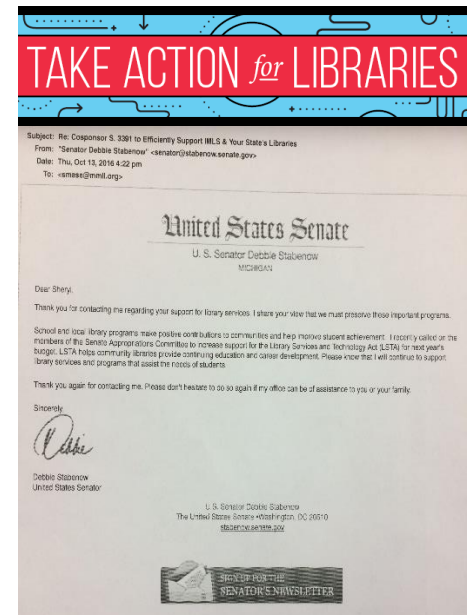 TAKE ACTION for LIBRARIES
Subject: Re: Cosponsor S. 3391 to Efficiently Support IMLS & Your State's Libraries
From: "Senator Debbie Stabenow" <senator@stabenow.senate.gov>
Date: Thu, Oct 13, 2016 4:22 pm
To: <smase@mmll.org>
United States Senate
U. S. Senator Debbie Stabenow
MICHIGAN
Dear Sheryl,
Thank you for contacting me regarding your support for library services. I share your view that we must preserve these important programs.
School and local library programs make positive contributions to communities and help improve student achievement. I recently called on the
members of the Senate Appropriations Committee to increase support for the Library Services and Technology Act (LSTA) for next year's
budget. LSTA helps community libraries provide continuing education and career development. Please know that I will continue to support
library services and programs that assist the needs of students.
Thank you again for contacting me. Please don't hesitate to do so again if my office can be of assistance to you or your family.
Sincerely,
Debbie
Debbie Stabenow
United States Senator
U. S. Senator Debbie Stabenow
The United States Senate • Washington, DC 20510
stabenow.senate.gov
SIGN UP FOR THE
SENATOR'S NEWSLETTER